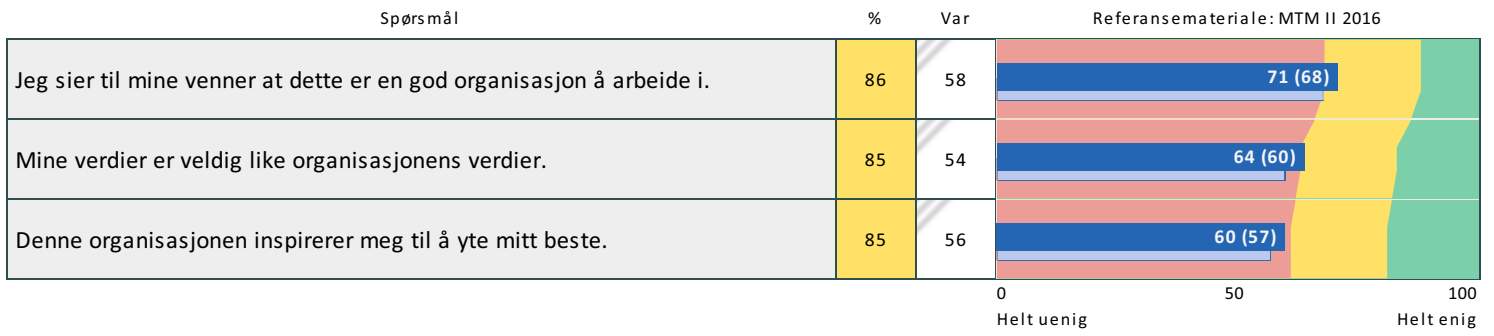 Spørsmål % Var Referansemateriale: MTM II 2016
Jeg sier til mine venner at dette er en god organisasjon å arbeide i. 86 58 71 (68)
Mine verdier er veldig like organisasjonens verdier. 85 54 64 (60)
Denne organisasjonen inspirerer meg til å yte mitt beste. 85 56 60 (57)
0 50 100
Helt uenig Helt enig